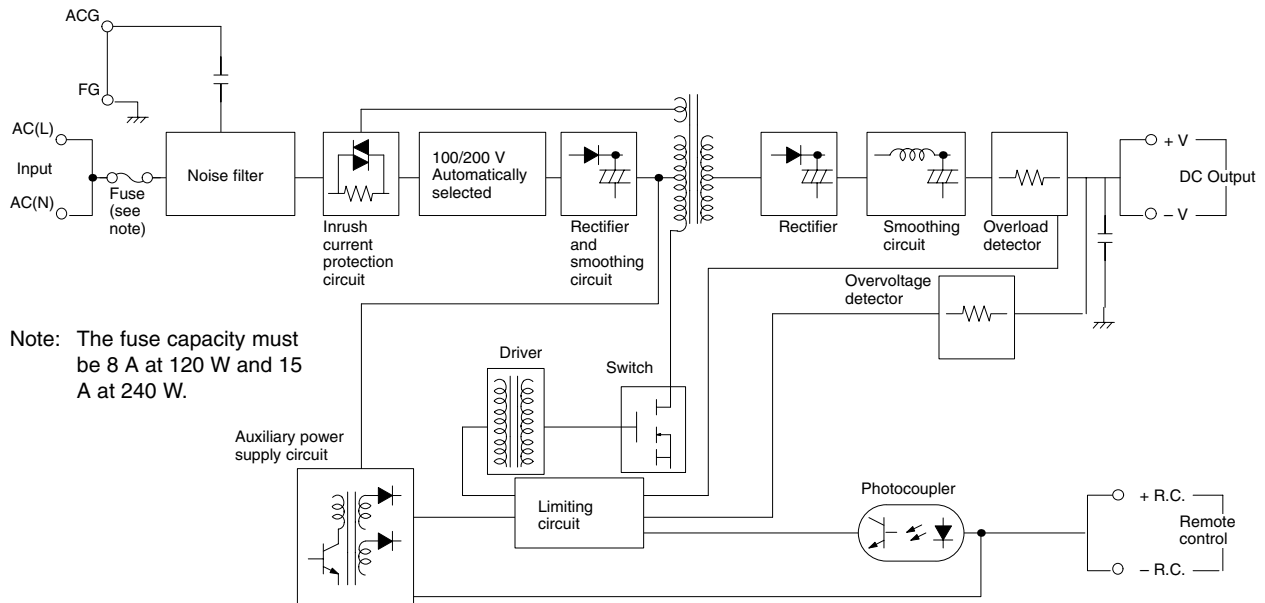 ACG
FG
AC(L)
Input
AC(N)
Fuse
(see
note)
Noise filter
Inrush
current
protection
circuit
100/200 V
Automatically
selected
Rectifier
and
smoothing
circuit
Rectifier
Smoothing
circuit
Overload
detector
+ V
DC Output
– V
Overvoltage
detector
Note: The fuse capacity must
be 8 A at 120 W and 15
A at 240 W.
Driver
Switch
Auxiliary power
supply circuit
Limiting
circuit
Photocoupler
+ R.C.
Remote
control
– R.C.